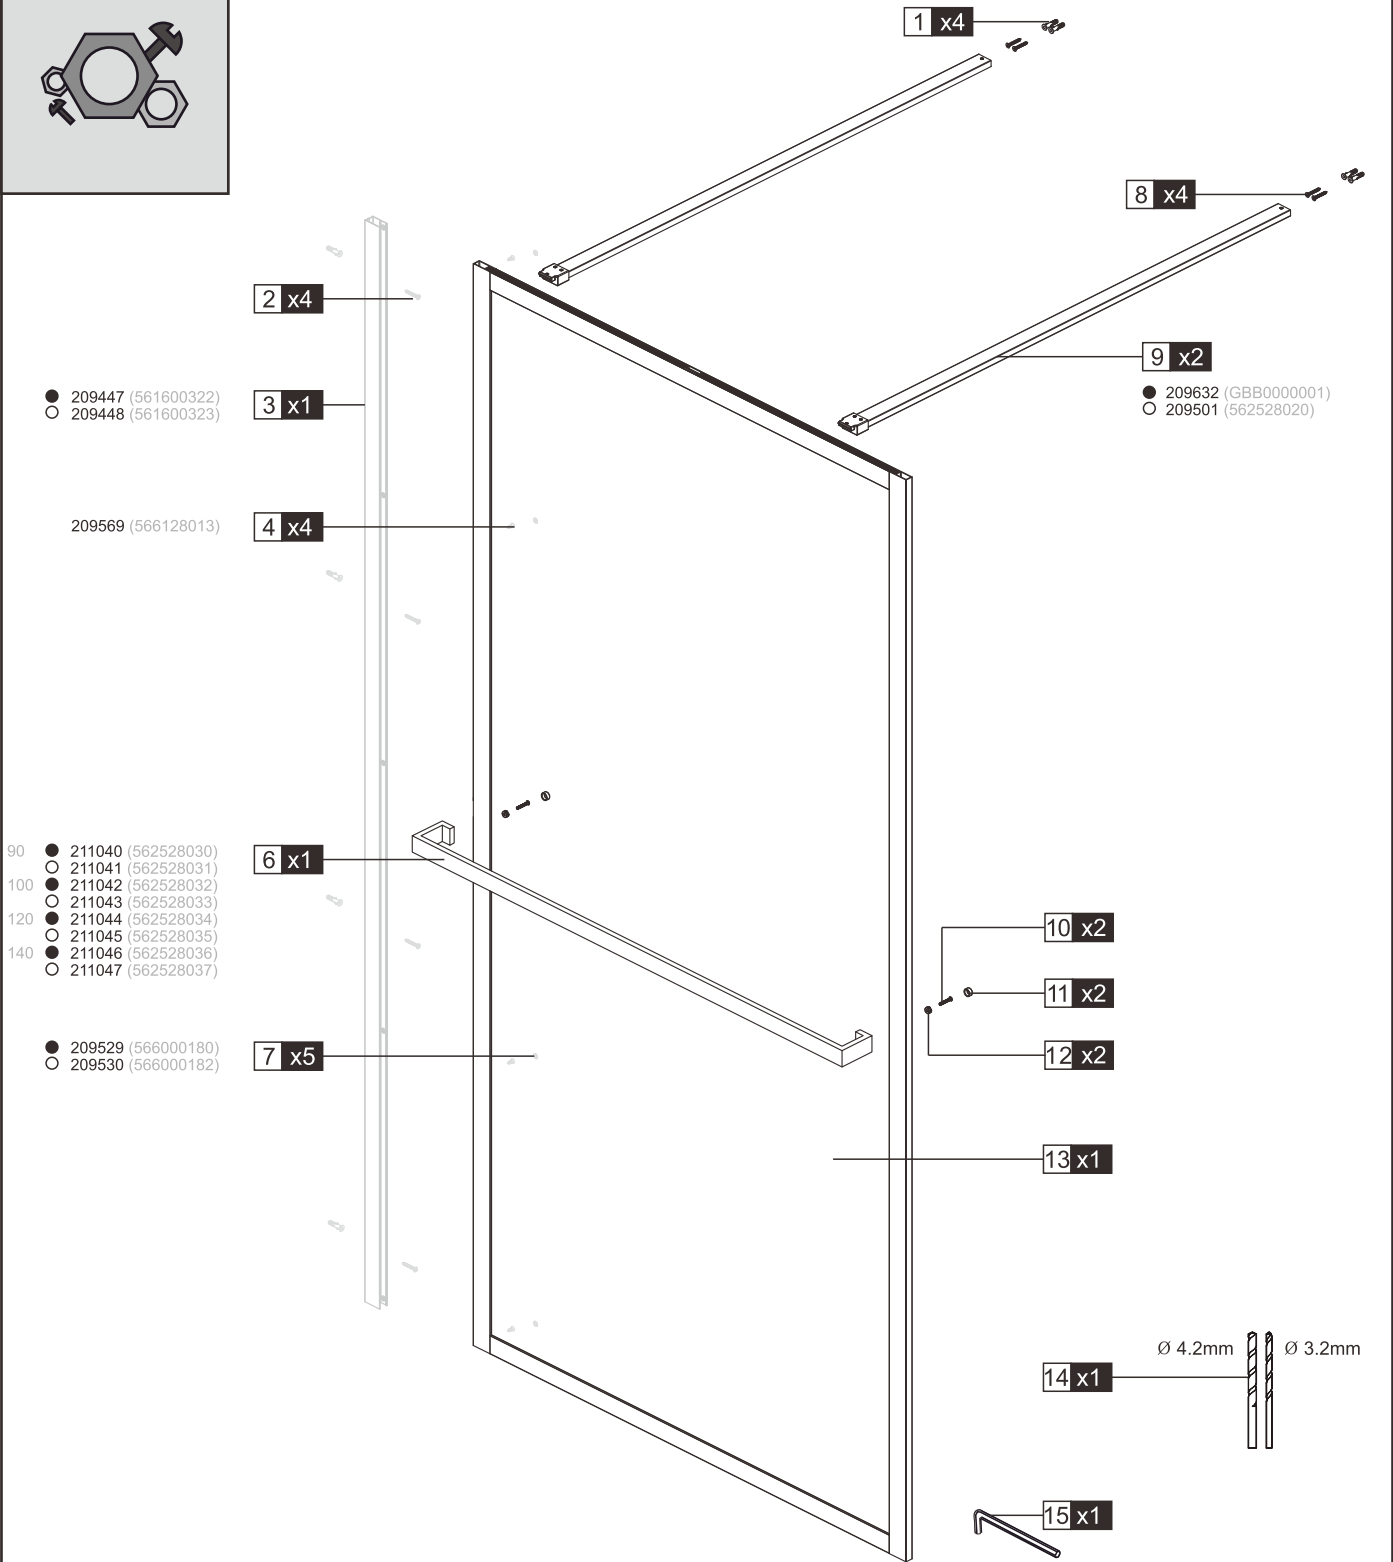 1 x4
8 x4
2 x4
9 x2
209632 (GBB0000001)
209501 (562528020)
209447 (561600322)
209448 (561600323)
3 x1
209569 (566128013)
4 x4
90 211040 (562528030)
211041 (562528031)
100 211042 (562528032)
211043 (562528033)
120 211044 (562528034)
211045 (562528035)
140 211046 (562528036)
211047 (562528037)
6 x1
10 x2
11 x2
209529 (566000180)
209530 (566000182)
7 x5
12 x2
13 x1
Ø 4.2mm Ø 3.2mm
14 x1
15 x1